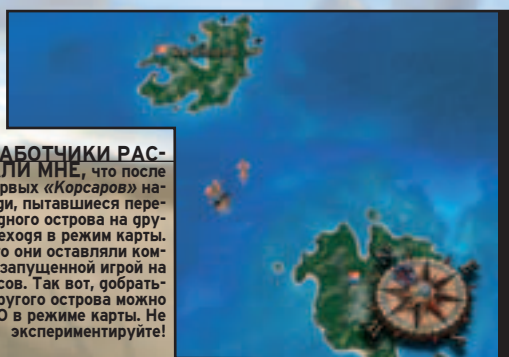 АБОТЧИКИ РАС-
ЛИ МНЕ, что после
рвых «Корсаров» на-
ди, пытавшиеся пере-
дного острова на дру-
еходя в режим карты.
го они оставляли ком-
запущенной игрой на
сов. Так вот, добрать-
ругого острова можно
О в режиме карты. Не
экспериментируйте!